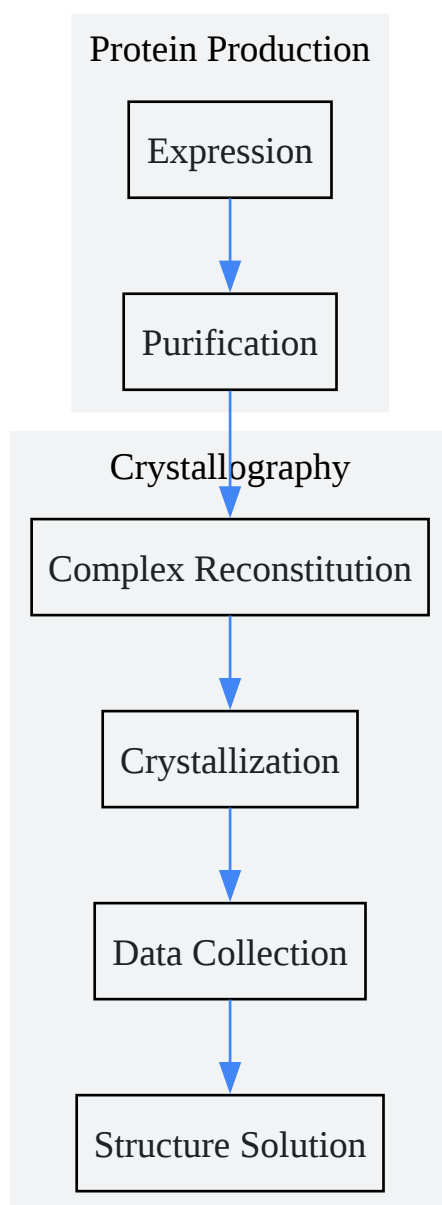 Protein Production
Expression
Purification
Crystallography
Complex Reconstitution
Crystallization
Data Collection
Structure Solution